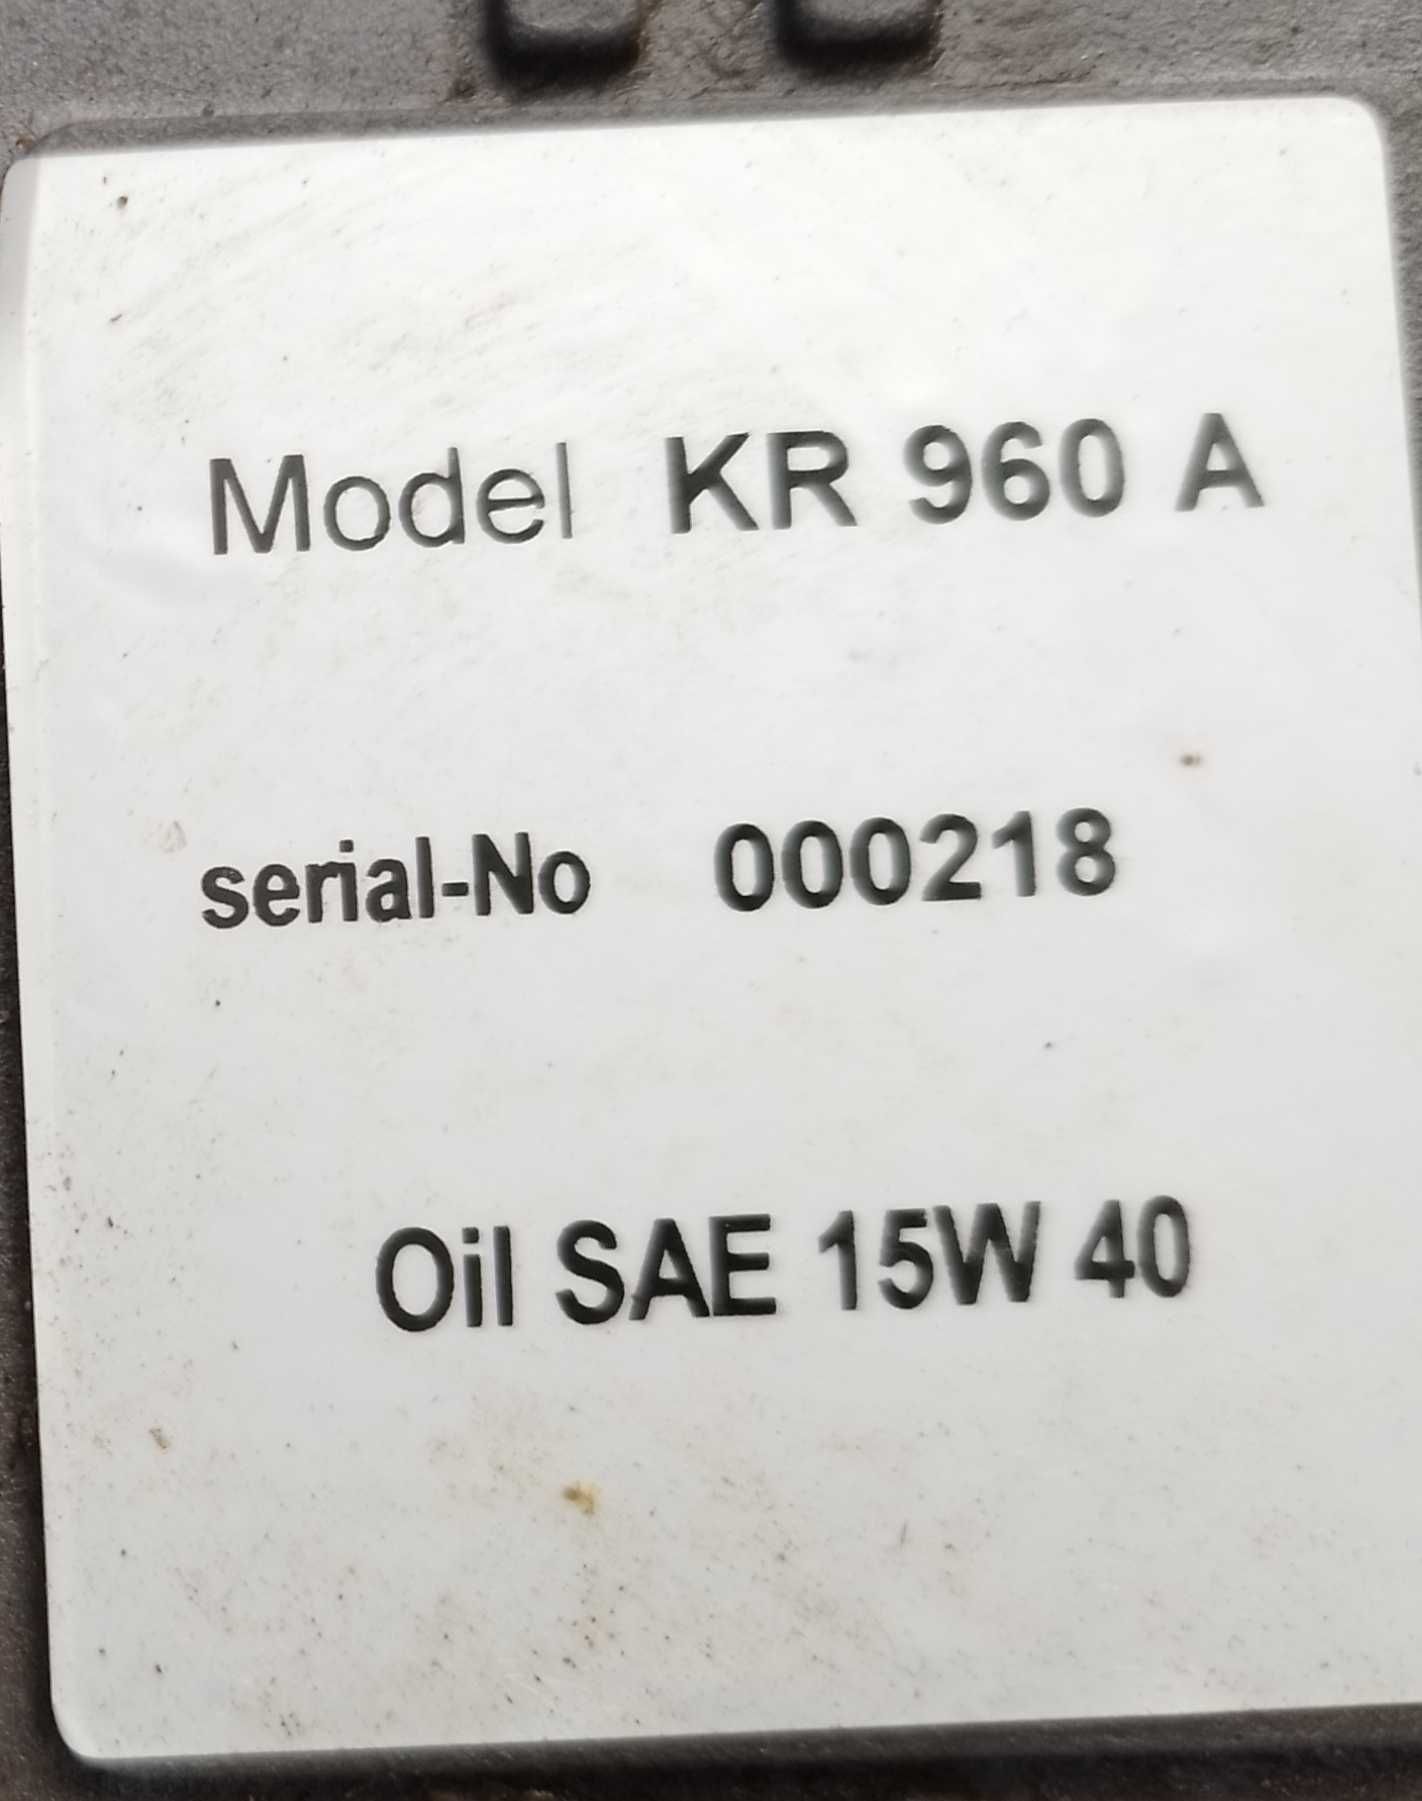 Model KR 960 A
serial-No 000218
Oil SAE 15W 40